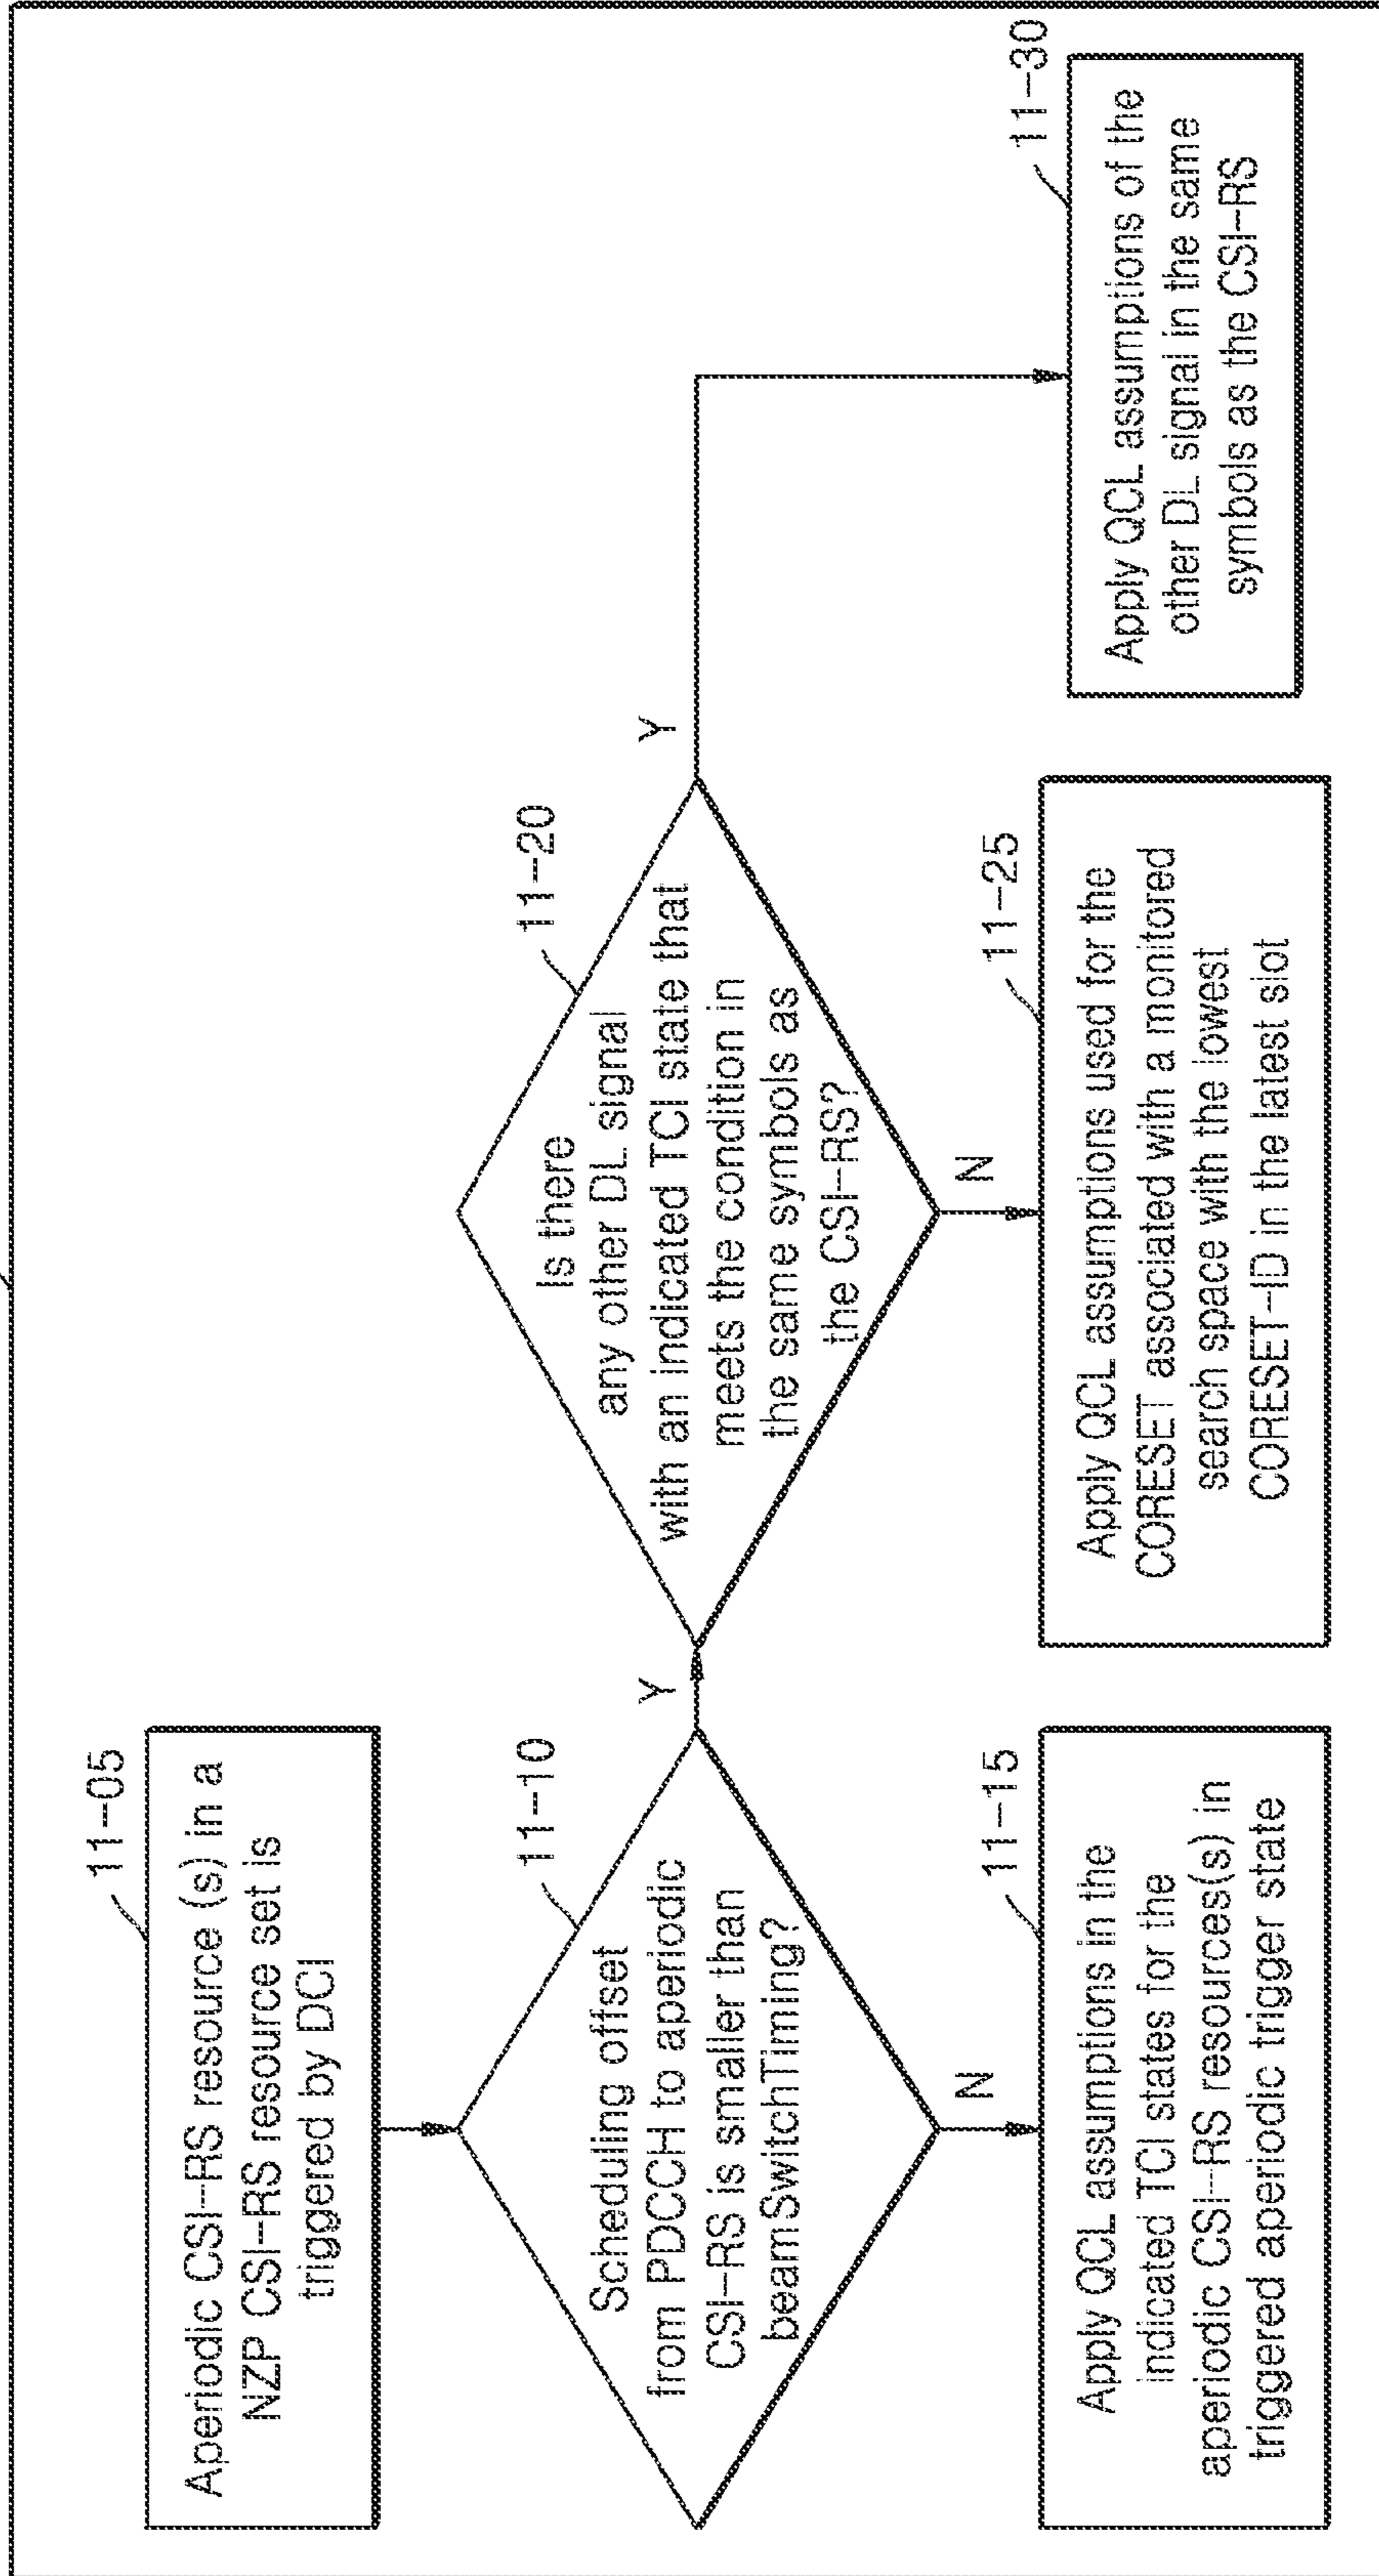 11-05
Aperiodic CSI-RS resource (s) in a
NZP CSI-RS resource set is
triggered by DCI
11-10
Scheduling offset
from PDCCH to aperiodic
CSI-RS is smaller than
beamSwitchTiming?
Y
N
11-15
Apply QCL assumptions in the
indicated TCI states for the
aperiodic CSI-RS resources(s) in
triggered aperiodic trigger state
11-20
Is there
any other DL signal
with an indicated TCI state that
meets the condition in
the same symbols as
the CSI-RS?
Y
N
11-25
Apply QCL assumptions used for the
CORESET associated with a monitored
search space with the lowest
CORESET-ID in the latest slot
11-30
Apply QCL assumptions of the
other DL signal in the same
symbols as the CSI-RS